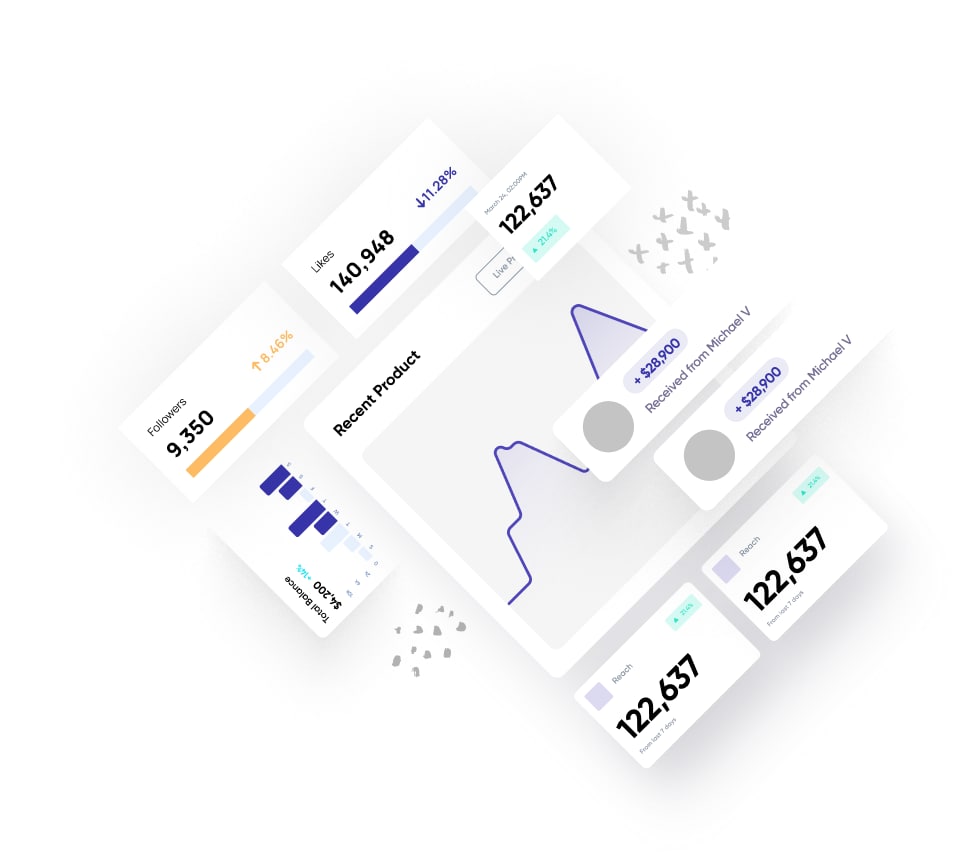 Likes
140,948
11.28%
March 24, 02:00PM
122,637
21.4%
Live Pr
Followers
9,350
8.46%
Recent Product
+ $28,900
Received from Michael V
+ $28,900
Received from Michael V
Total Balance
$4,200
+14%
Reach
21.4%
122,637
From last 7 days
Reach
21.4%
122,637
From last 7 days